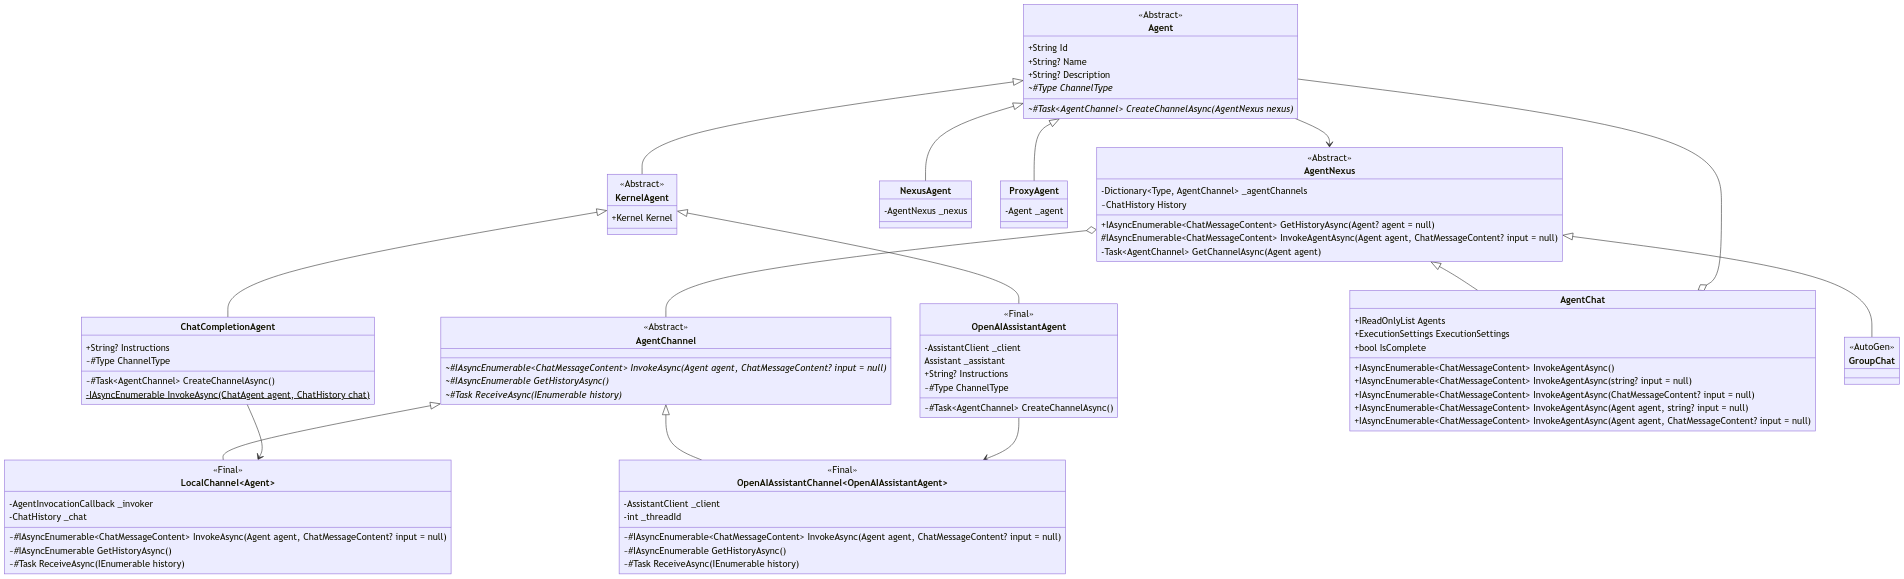 «Abstract»
Agent
+String Id
+String? Name
+String? Description
~#Type ChannelType
~#Task<AgentChannel> CreateChannelAsync(AgentNexus nexus)
«Abstract»
KernelAgent
+Kernel Kernel
NexusAgent
-AgentNexus _nexus
ProxyAgent
-Agent _agent
«Abstract»
AgentNexus
-Dictionary<Type, AgentChannel> _agentChannels
~ChatHistory History
+IAsyncEnumerable<ChatMessageContent> GetHistoryAsync(Agent? agent = null)
#IAsyncEnumerable<ChatMessageContent> InvokeAgentAsync(Agent agent, ChatMessageContent? input = null)
-Task<AgentChannel> GetChannelAsync(Agent agent)
ChatCompletionAgent
+String? Instructions
~#Type ChannelType
~#Task<AgentChannel> CreateChannelAsync()
-IAsyncEnumerable InvokeAsync(ChatAgent agent, ChatHistory chat)
«Abstract»
AgentChannel
~#IAsyncEnumerable<ChatMessageContent> InvokeAsync(Agent agent, ChatMessageContent? input = null)
~#IAsyncEnumerable GetHistoryAsync()
~#Task ReceiveAsync(IEnumerable history)
«Final»
OpenAIAssistantAgent
-AssistantClient _client
Assistant _assistant
+String? Instructions
~#Type ChannelType
~#Task<AgentChannel> CreateChannelAsync()
AgentChat
+IReadOnlyList Agents
+ExecutionSettings ExecutionSettings
+bool IsComplete
+IAsyncEnumerable<ChatMessageContent> InvokeAgentAsync()
+IAsyncEnumerable<ChatMessageContent> InvokeAgentAsync(string? input = null)
+IAsyncEnumerable<ChatMessageContent> InvokeAgentAsync(ChatMessageContent? input = null)
+IAsyncEnumerable<ChatMessageContent> InvokeAgentAsync(Agent agent, string? input = null)
+IAsyncEnumerable<ChatMessageContent> InvokeAgentAsync(Agent agent, ChatMessageContent? input = null)
«AutoGen»
GroupChat
«Final»
LocalChannel<Agent>
-AgentInvocationCallback _invoker
-ChatHistory _chat
~#IAsyncEnumerable<ChatMessageContent> InvokeAsync(Agent agent, ChatMessageContent? input = null)
~#IAsyncEnumerable GetHistoryAsync()
~#Task ReceiveAsync(IEnumerable history)
«Final»
OpenAIAssistantChannel<OpenAIAssistantAgent>
-AssistantClient _client
-int _threadId
~#IAsyncEnumerable<ChatMessageContent> InvokeAsync(Agent agent, ChatMessageContent? input = null)
~#IAsyncEnumerable GetHistoryAsync()
~#Task ReceiveAsync(IEnumerable history)